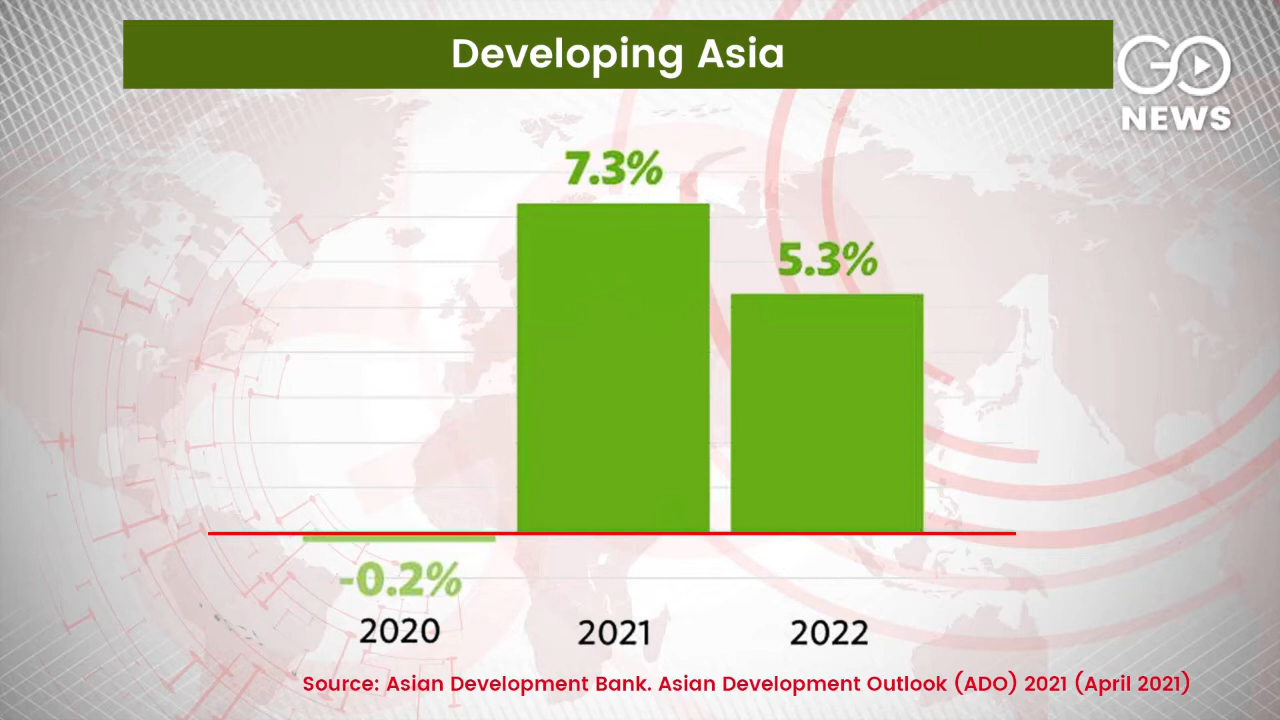 Developing Asia
GO
NEWS
7.3%
5.3%
-0.2%
2020
2021
2022
Source: Asian Development Bank. Asian Development Outlook (ADO) 2021 (April 2021)